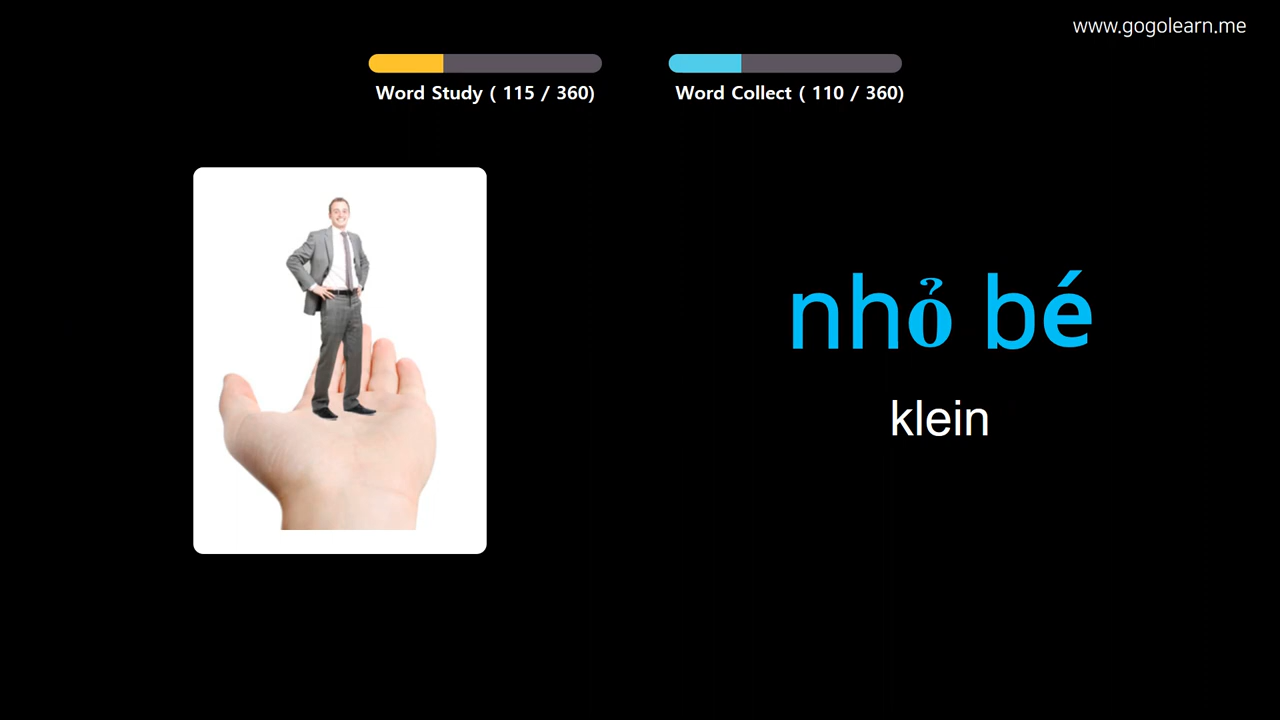 www.gogolearn.me
Word Study ( 115 / 360)
Word Collect ( 110 / 360)
nhỏ bé
klein